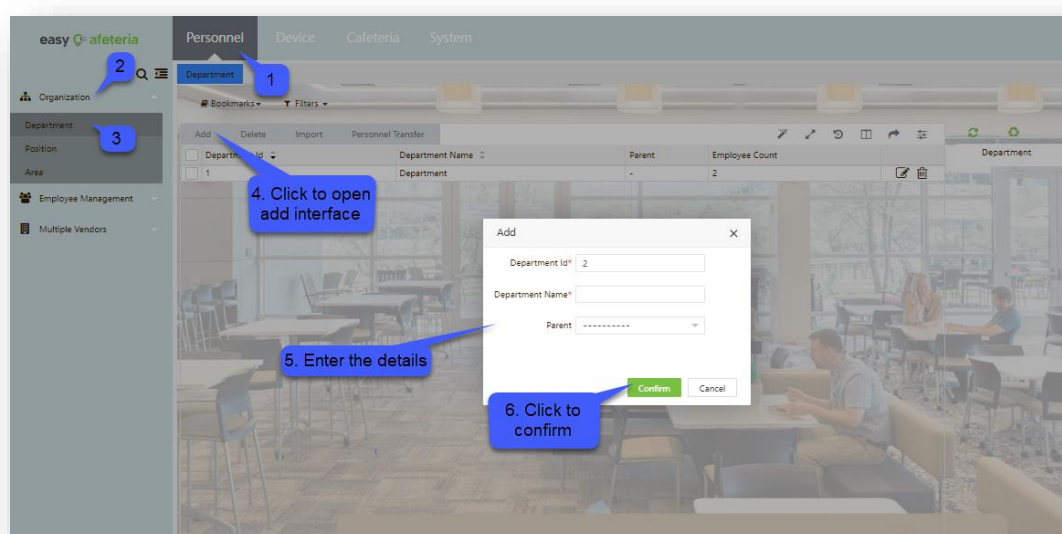 easy Cafeteria
Personnel Device Cafeteria System
2
1
Department
Organization
Bookmarks Filters
Department
3
Position
Area
Add Delete Import Personnel Transfer
Department
Department Id Department Name Parent Employee Count
1 Department - 2
Employee Management
4. Click to open
add interface
Multiple Vendors
Add ×
Department Id* 2
Department Name*
Parent ----------
5. Enter the details
Confirm Cancel
6. Click to
confirm